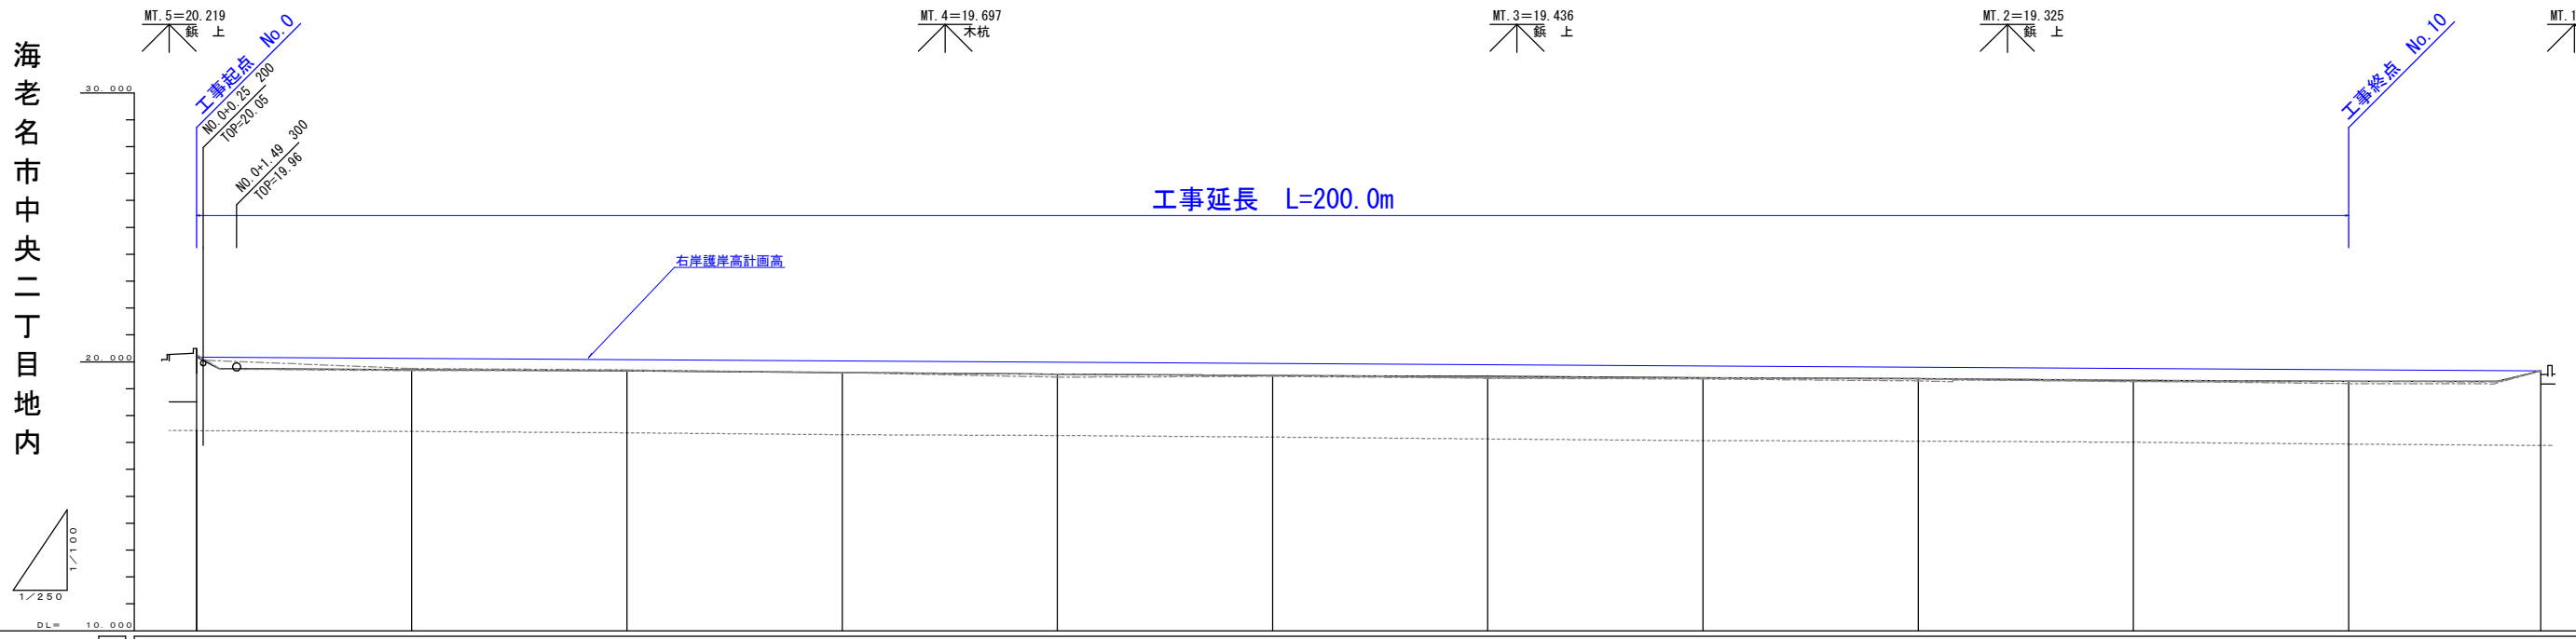 海老名市中央二丁目地内
MT.5=20.219
鋲 上
MT.4=19.697
木杭
MT.3=19.436
鋲 上
MT.2=19.325
鋲 上
MT.1
工事起点 No.0
NO.0+0.25 200
TOP=20.05
NO.0+1.49 300
TOP=19.96
工事終点 No.10
工事延長 L=200.0m
右岸護岸高計画高
30.000
20.000
1/100
1/250
DL= 10.000